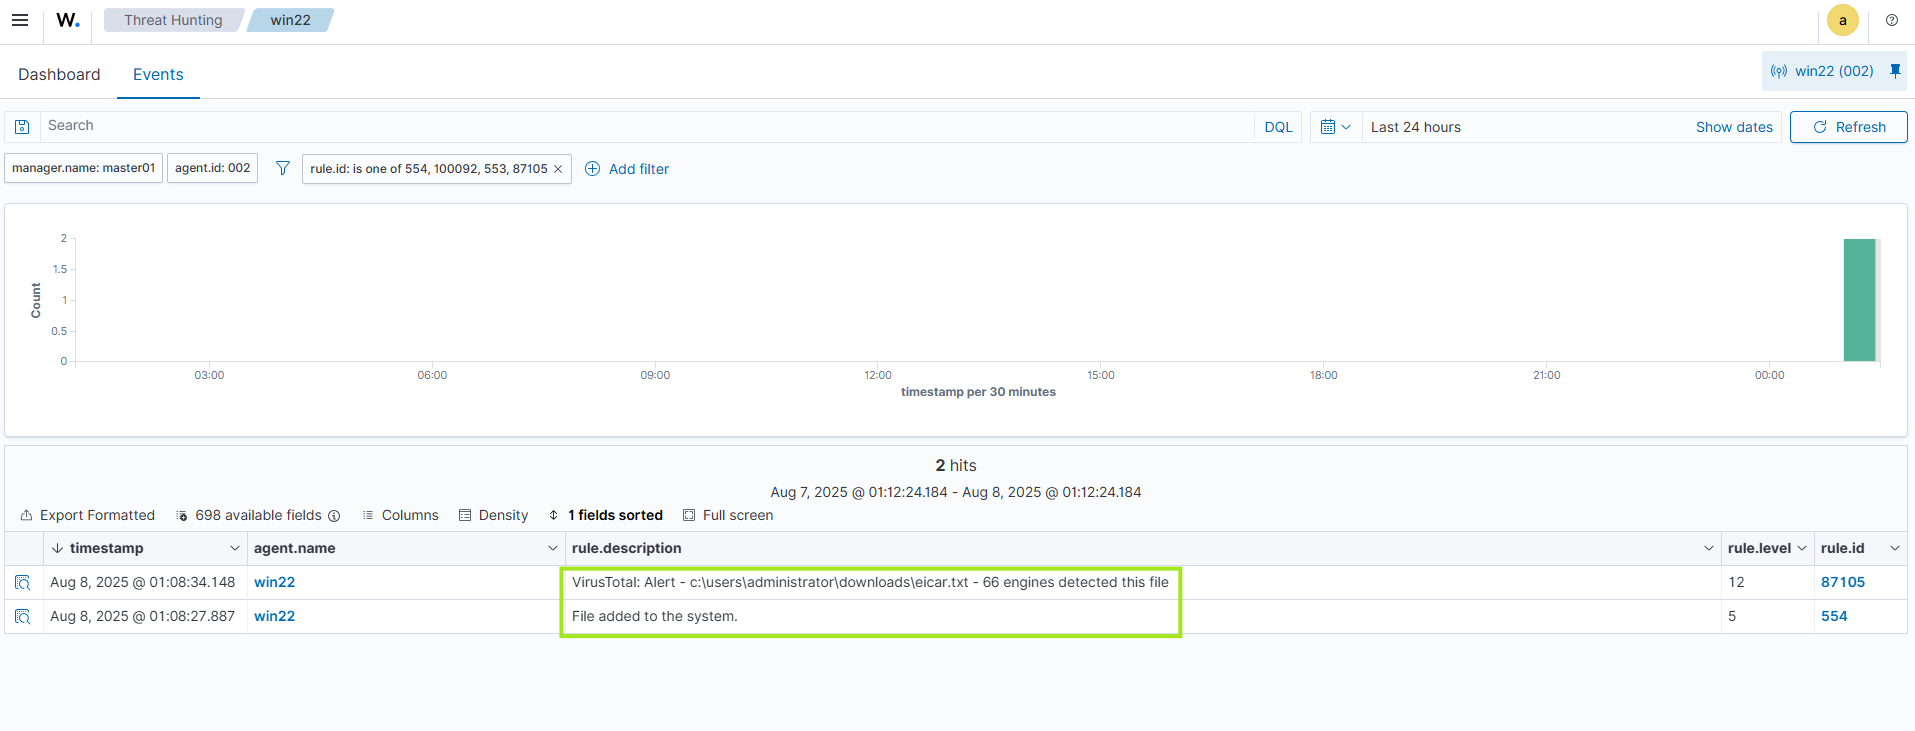 W. Threat Hunting win22 a
Dashboard Events win22 (002)
Search DQL Last 24 hours Show dates Refresh
manager.name: master01 agent.id: 002 rule.id: is one of 554, 100092, 553, 87105 × Add filter
2
1.5
1
0.5
0
Count
03:00 06:00 09:00 12:00 15:00 18:00 21:00 00:00
timestamp per 30 minutes
2 hits
Aug 7, 2025 @ 01:12:24.184 - Aug 8, 2025 @ 01:12:24.184
Export Formatted 698 available fields Columns Density 1 fields sorted Full screen
timestamp agent.name rule.description rule.level rule.id
Aug 8, 2025 @ 01:08:34.148 win22 VirusTotal: Alert - c:\users\administrator\downloads\eicar.txt - 66 engines detected this file 12 87105
Aug 8, 2025 @ 01:08:27.887 win22 File added to the system. 5 554